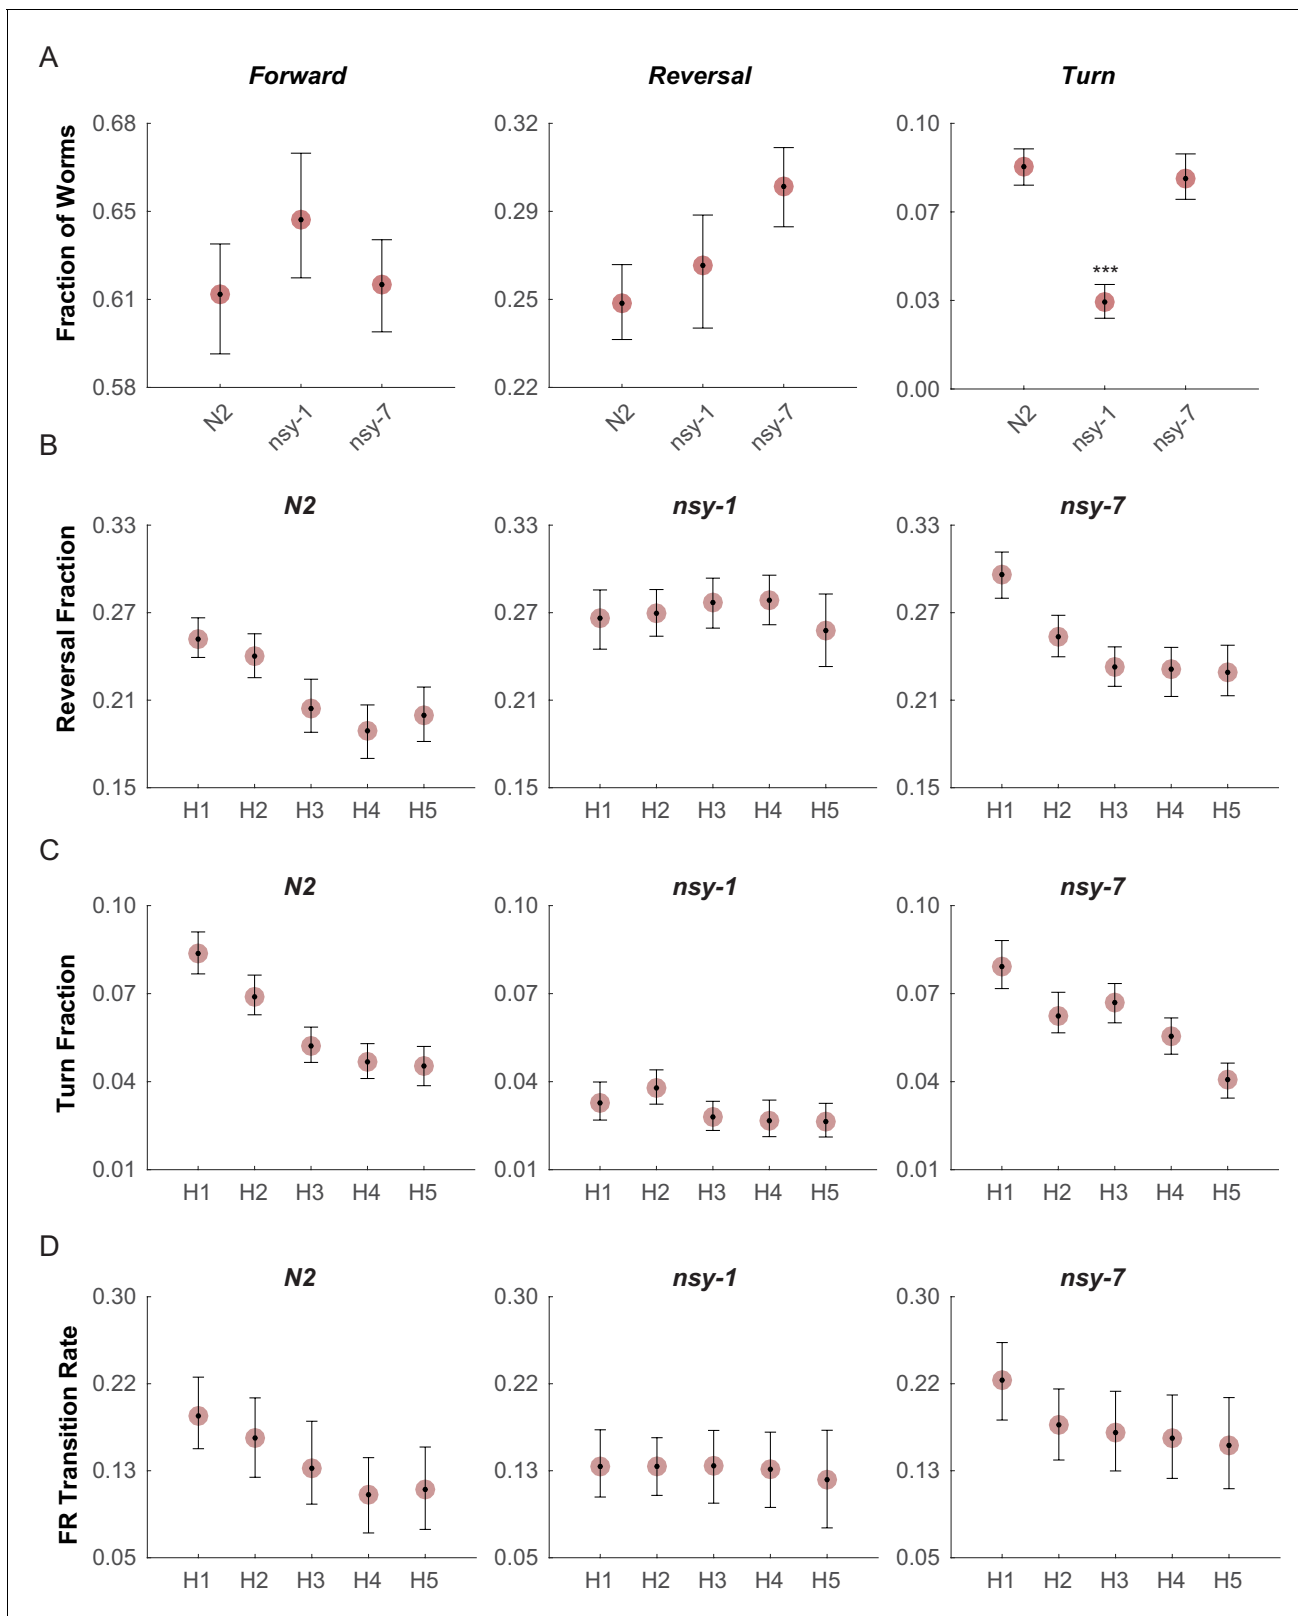 A
Forward Reversal Turn
Fraction of Worms
0.68 0.65 0.61 0.58
0.32 0.29 0.25 0.22
0.10 0.07 0.03 0.00
***
N2 nsy-1 nsy-7 N2 nsy-1 nsy-7 N2 nsy-1 nsy-7
B
N2 nsy-1 nsy-7
Reversal Fraction
0.33 0.27 0.21 0.15
0.33 0.27 0.21 0.15
0.33 0.27 0.21 0.15
H1 H2 H3 H4 H5 H1 H2 H3 H4 H5 H1 H2 H3 H4 H5
C
N2 nsy-1 nsy-7
Turn Fraction
0.10 0.07 0.04 0.01
0.10 0.07 0.04 0.01
0.10 0.07 0.04 0.01
H1 H2 H3 H4 H5 H1 H2 H3 H4 H5 H1 H2 H3 H4 H5
D
N2 nsy-1 nsy-7
FR Transition Rate
0.30 0.22 0.13 0.05
0.30 0.22 0.13 0.05
0.30 0.22 0.13 0.05
H1 H2 H3 H4 H5 H1 H2 H3 H4 H5 H1 H2 H3 H4 H5